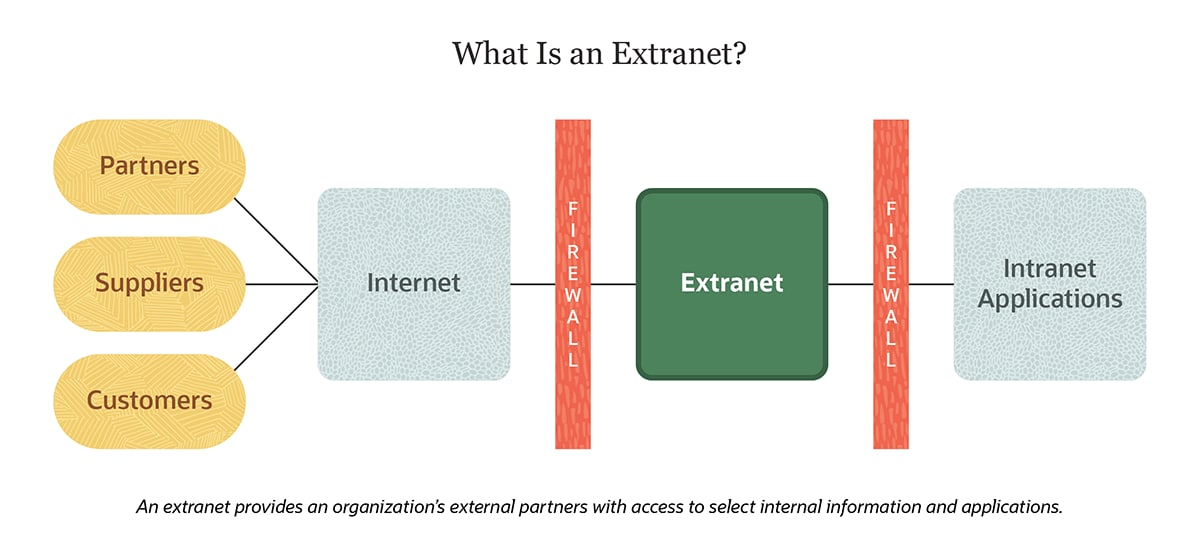 What Is an Extranet?
Partners
Suppliers
Customers
Internet
FIREWALL
Extranet
FIREWALL
Intranet
Applications
An extranet provides an organization’s external partners with access to select internal information and applications.